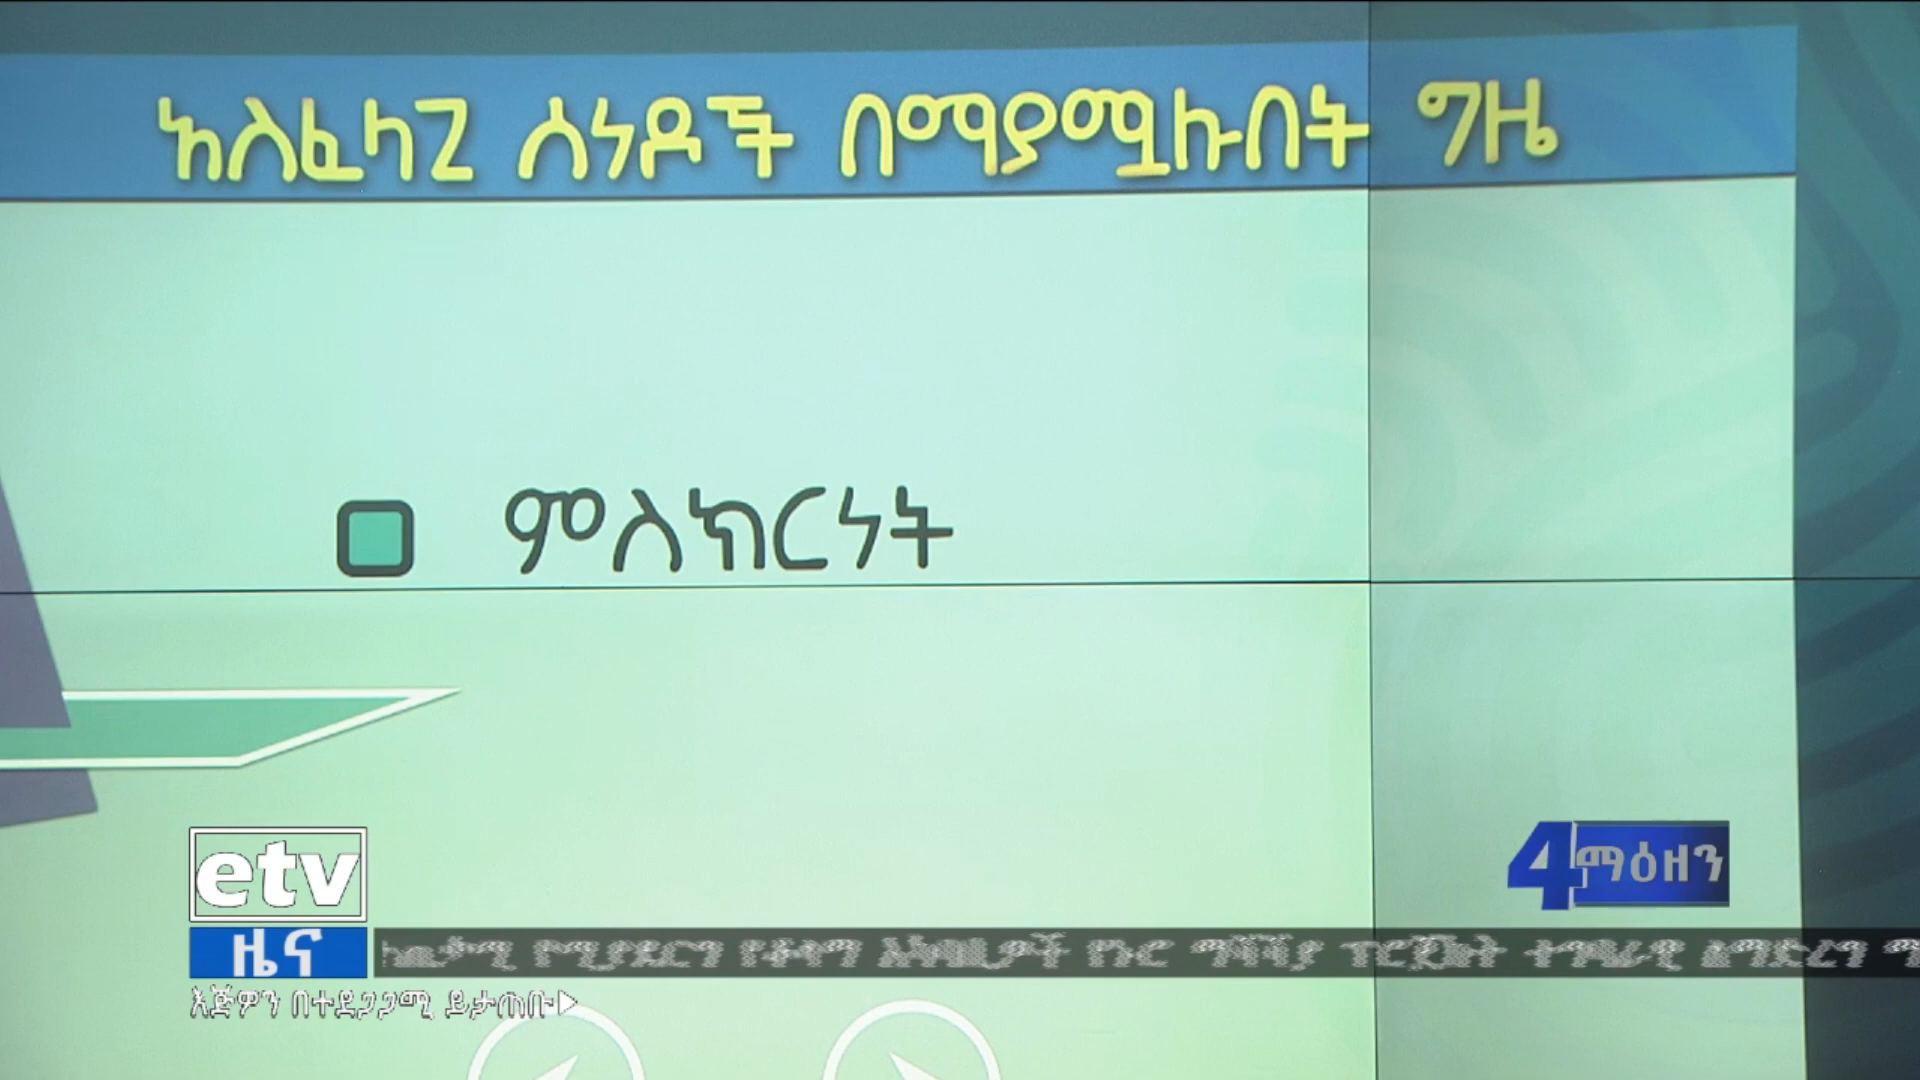 አስፈላጊ ሰነዶች በማያሟሉበት ግዜ
ምስክርነት
4 ማዕዘን
etv
ዜና
እጅዎን በተደጋጋሚ ይታጠቡ